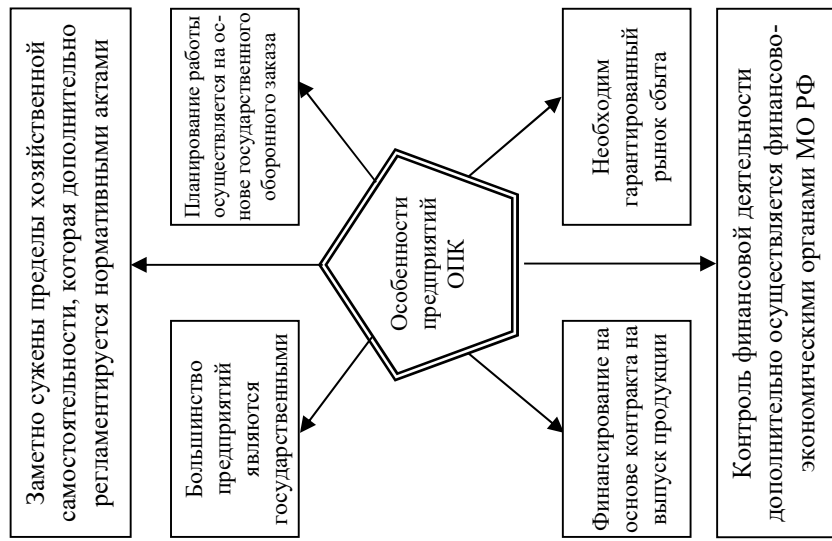 Заметно сужены пределы хозяйственной
самостоятельности, которая дополнительно
регламентируется нормативными актами
Большинство
предприятий
являются
государственными
Планирование работы
осуществляется на ос-
нове государственного
оборонного заказа
Особенности
предприятий
ОПК
Финансирование на
основе контракта на
выпуск продукции
Необходим
гарантированный
рынок сбыта
Контроль финансовой деятельности
дополнительно осуществляется финансово-
экономическими органами МО РФ